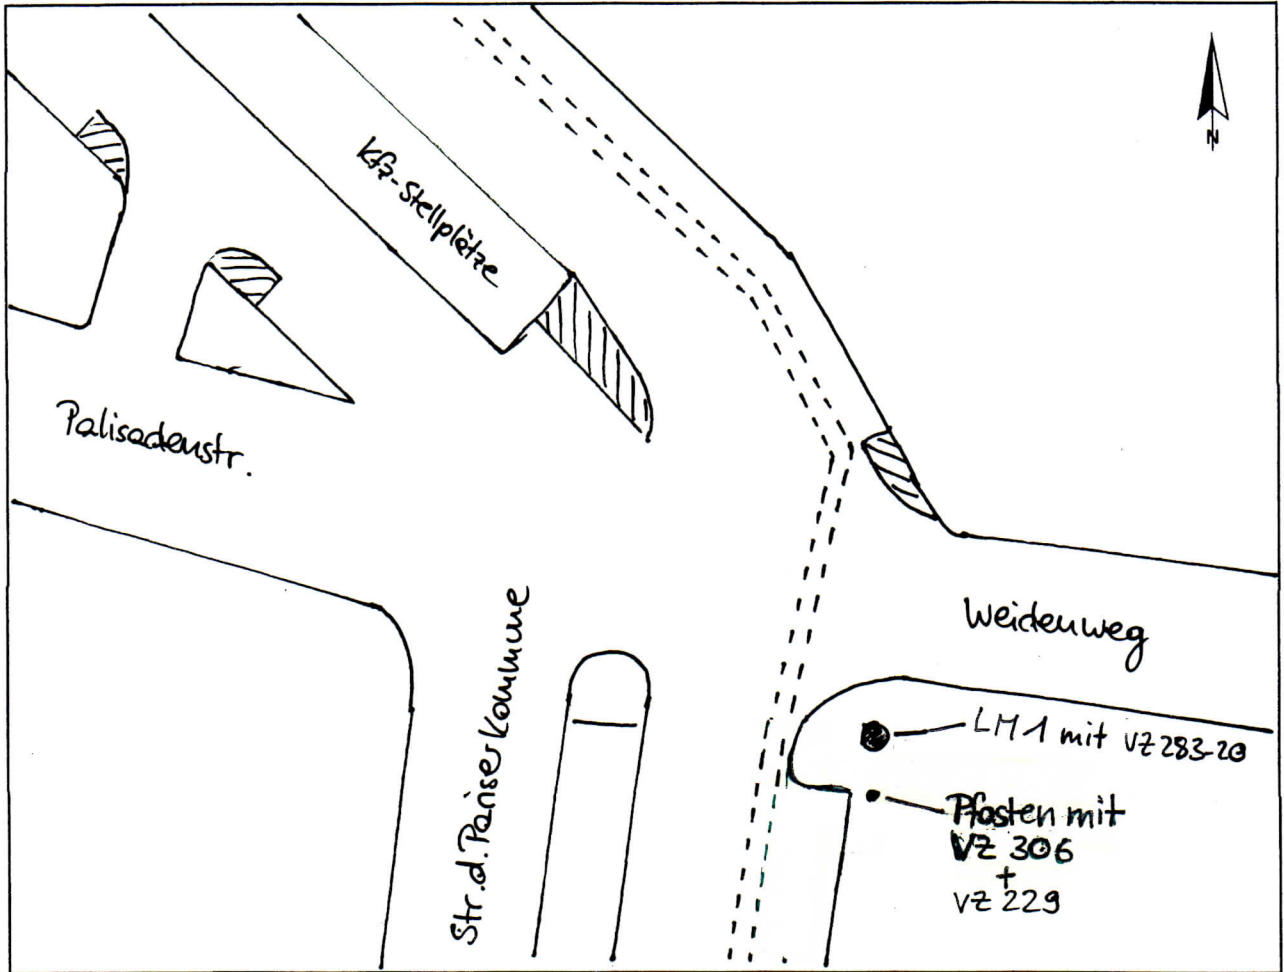 N
Kfz-Stellplätze
Palisadenstr.
Weidenweg
Str.d.Pariser Kommune
LM 1 mit VZ 283-20
Pfosten mit
VZ 306
+
VZ 229